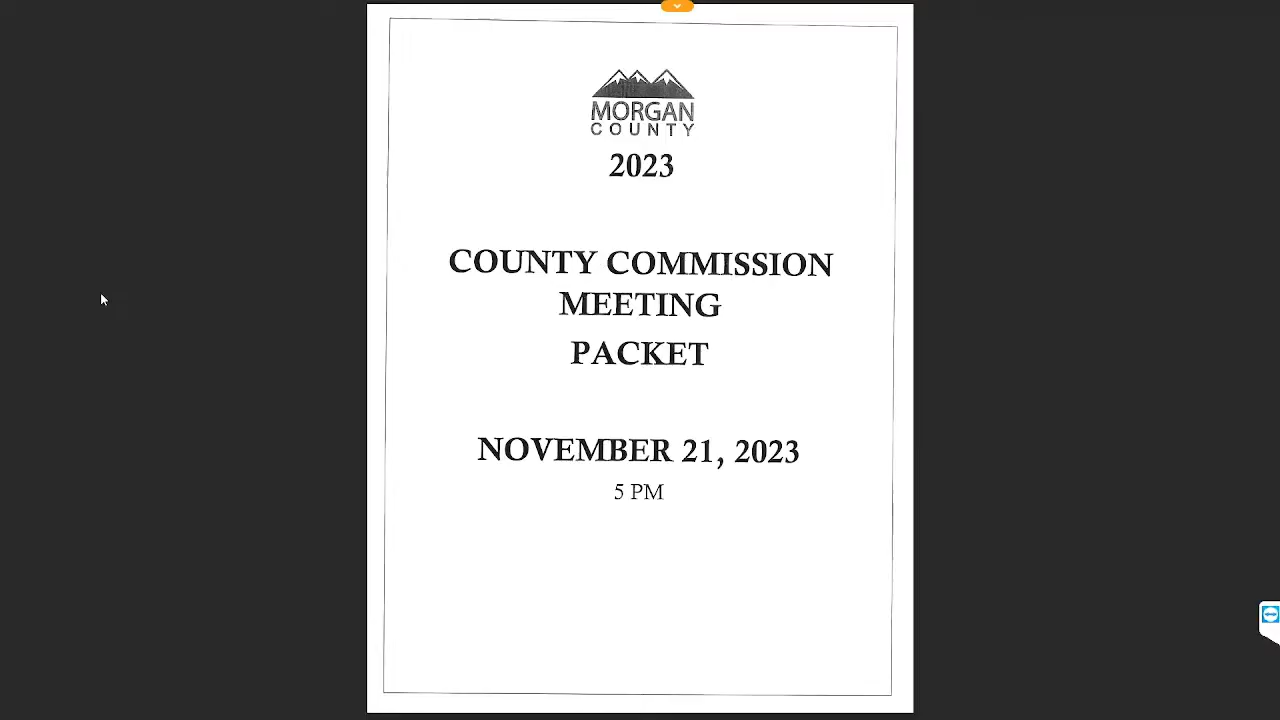 MORGAN
COUNTY
2023
COUNTY COMMISSION
MEETING
PACKET
NOVEMBER 21, 2023
5 PM